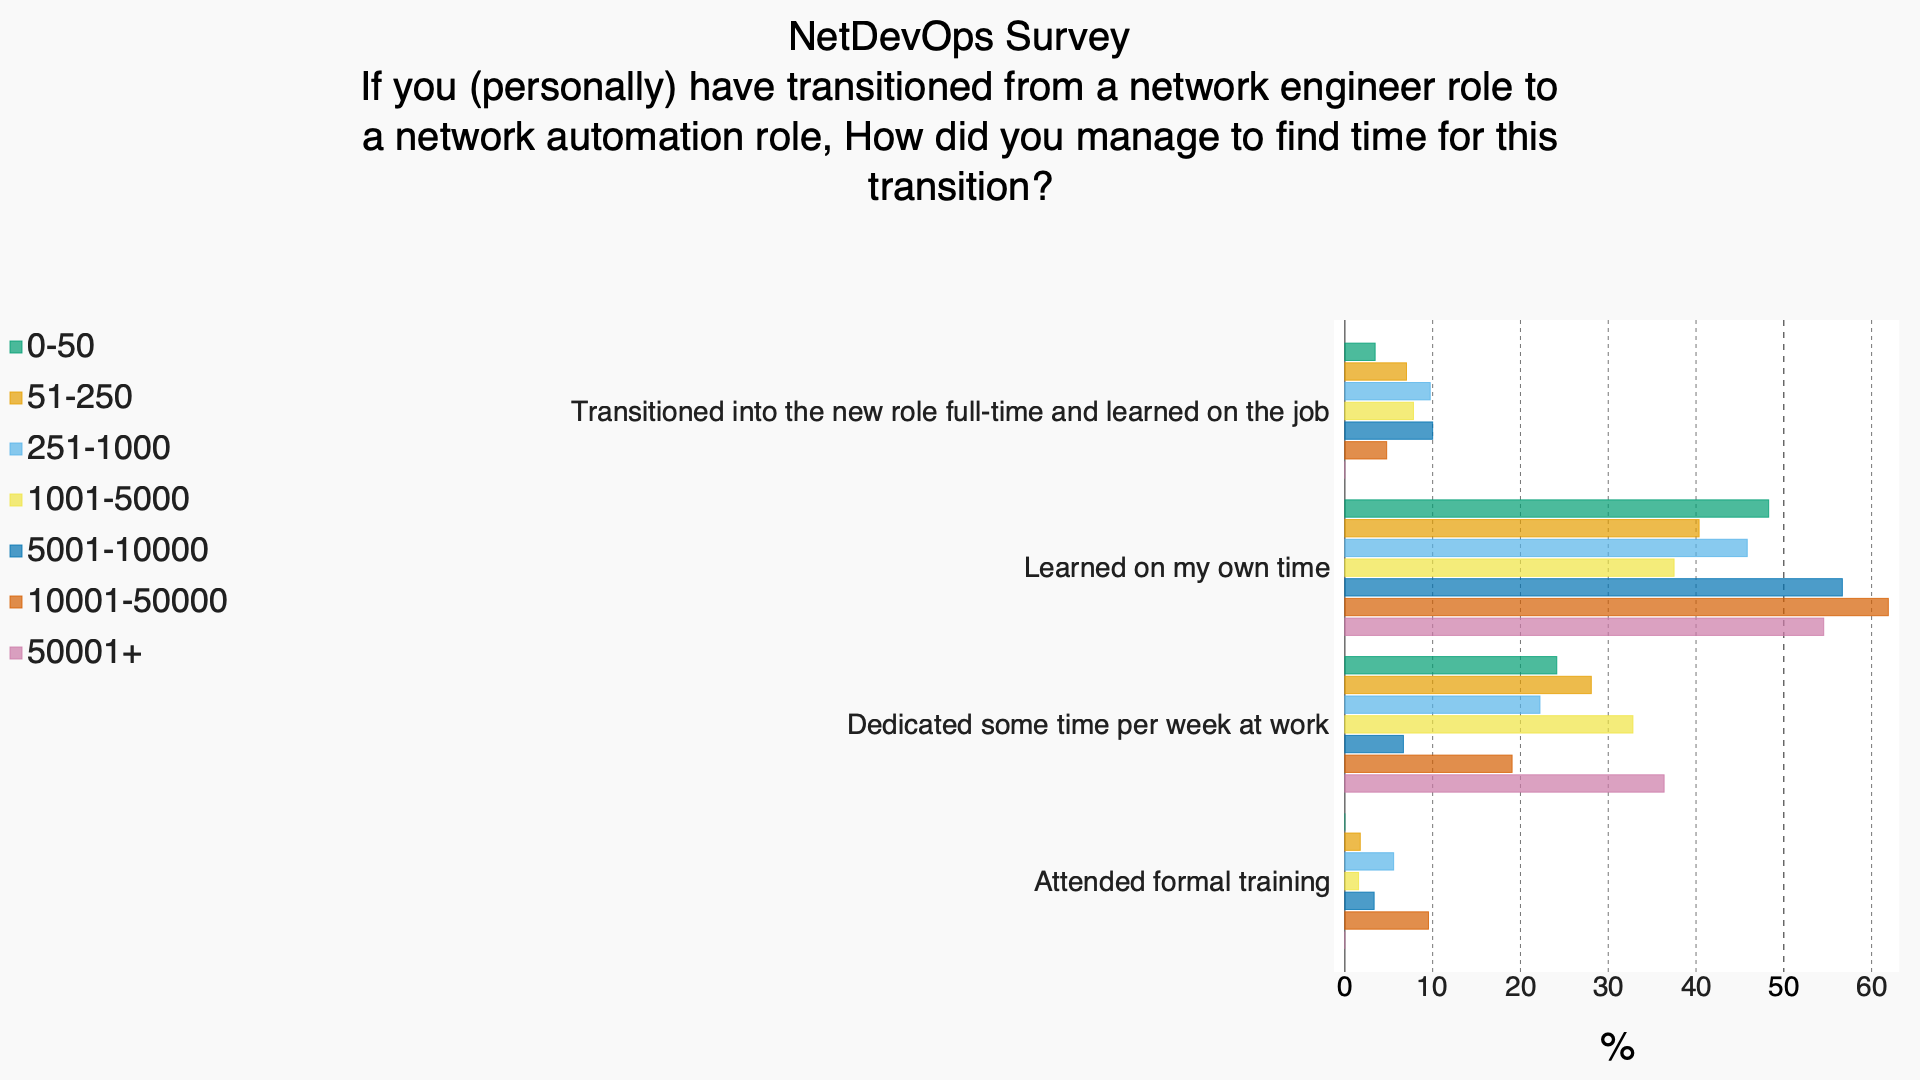 NetDevOps Survey
If you (personally) have transitioned from a network engineer role to
a network automation role, How did you manage to find time for this
transition?
0-50
51-250
251-1000
1001-5000
5001-10000
10001-50000
50001+
Transitioned into the new role full-time and learned on the job
Learned on my own time
Dedicated some time per week at work
Attended formal training
0 10 20 30 40 50 60
%